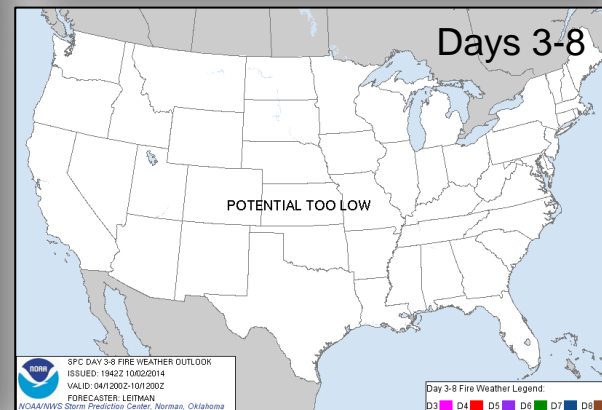 Days 3-8
POTENTIAL TOO LOW
NOAA
SPC DAY 3-8 FIRE WEATHER OUTLOOK
ISSUED: 1942Z 10/02/2014
VALID: 04/1200Z-10/1200Z
FORECASTER: LEITMAN
NOAA/NWS Storm Prediction Center, Norman, Oklahoma
Day 3-8 Fire Weather Legend:
D3 D4 D5 D6 D7 D8